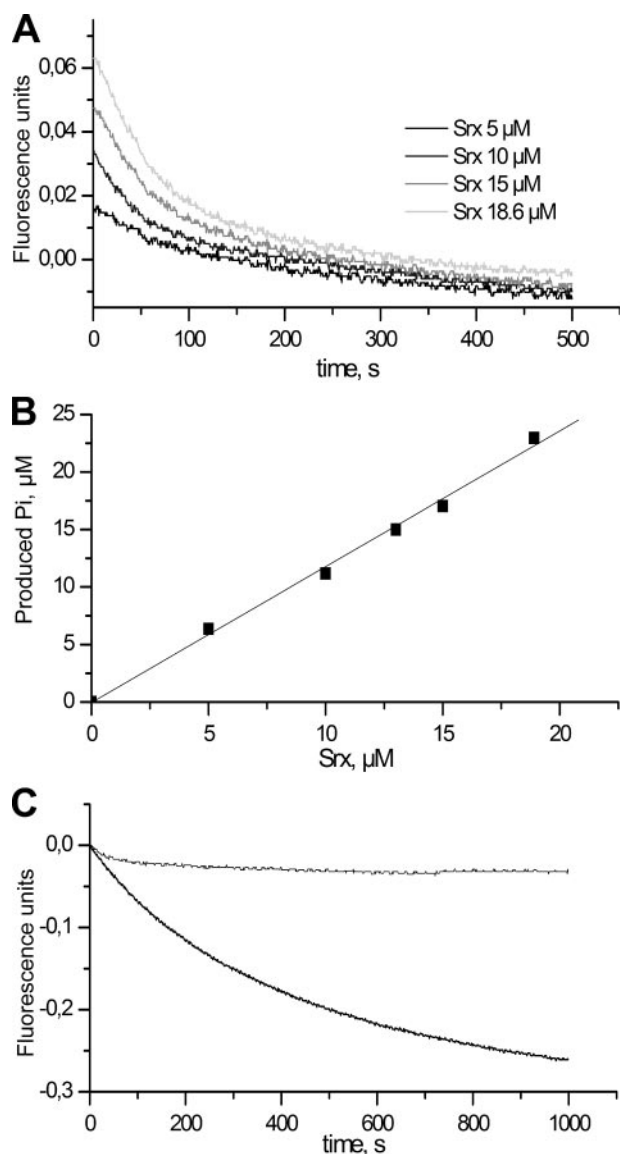 A
Fluorescence units
0,06
0,04
0,02
0,00
Srx 5 µM
Srx 10 µM
Srx 15 µM
Srx 18.6 µM
0
100
200
300
400
500
time, s
B
Produced Pi, µM
25
20
15
10
5
0
0
5
10
15
20
Srx, µM
C
Fluorescence units
0,0
-0,1
-0,2
-0,3
0
200
400
600
800
1000
time, s